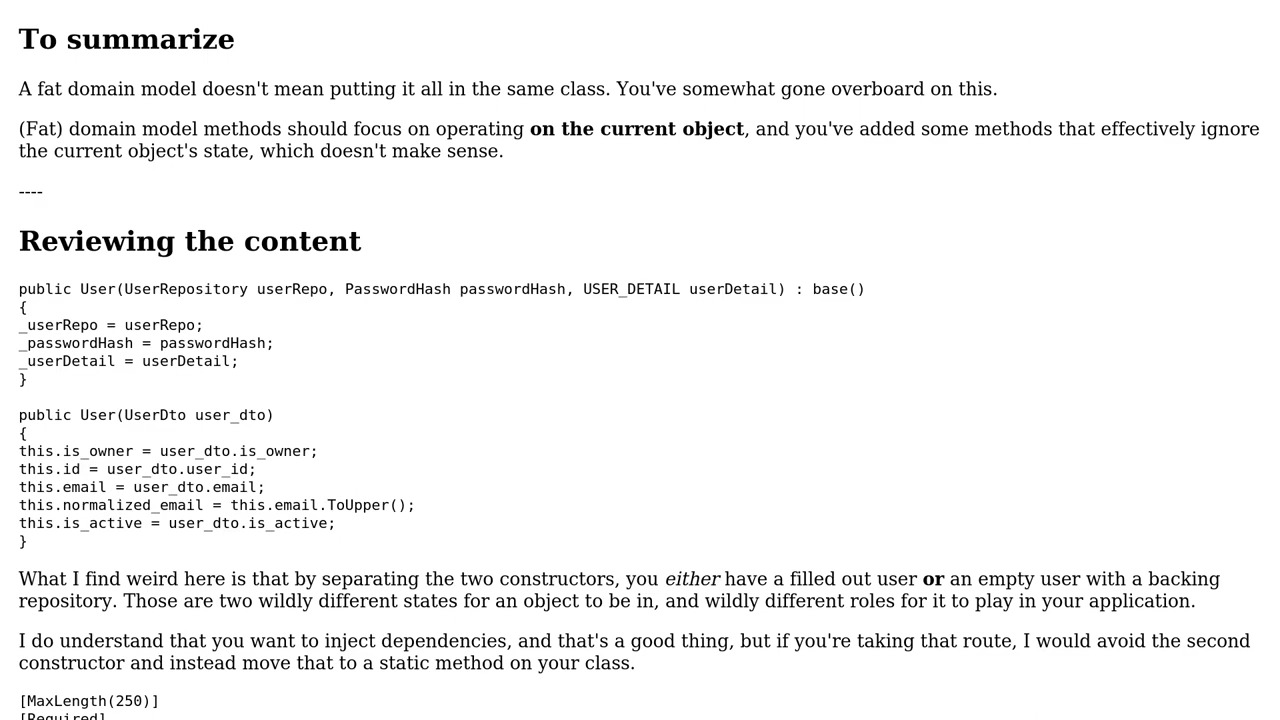 To summarize
A fat domain model doesn't mean putting it all in the same class. You've somewhat gone overboard on this.
(Fat) domain model methods should focus on operating on the current object, and you've added some methods that effectively ignore
the current object's state, which doesn't make sense.
----
Reviewing the content
public User(UserRepository userRepo, PasswordHash passwordHash, USER_DETAIL userDetail) : base()
{
_userRepo = userRepo;
_passwordHash = passwordHash;
_userDetail = userDetail;
}
public User(UserDto user_dto)
{
this.is_owner = user_dto.is_owner;
this.id = user_dto.user_id;
this.email = user_dto.email;
this.normalized_email = this.email.ToUpper();
this.is_active = user_dto.is_active;
}
What I find weird here is that by separating the two constructors, you either have a filled out user or an empty user with a backing
repository. Those are two wildly different states for an object to be in, and wildly different roles for it to play in your application.
I do understand that you want to inject dependencies, and that's a good thing, but if you're taking that route, I would avoid the second
constructor and instead move that to a static method on your class.
[MaxLength(250)]
[Required]